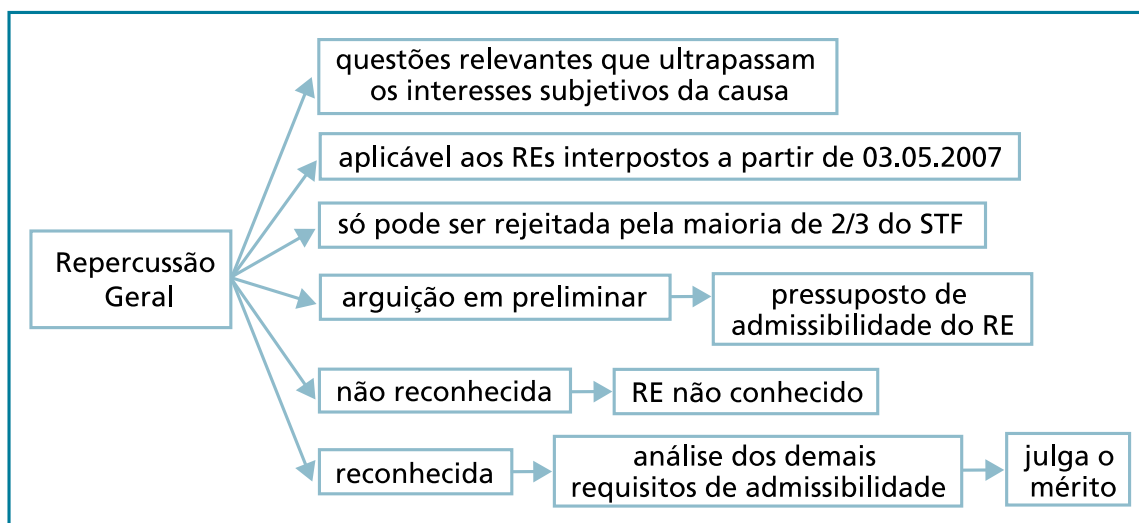 Repercussão
Geral
questões relevantes que ultrapassam
os interesses subjetivos da causa
aplicável aos REs interpostos a partir de 03.05.2007
só pode ser rejeitada pela maioria de 2/3 do STF
arguição em preliminar
pressuposto de
admissibilidade do RE
não reconhecida
RE não conhecido
reconhecida
análise dos demais
requisitos de admissibilidade
julga o
mérito